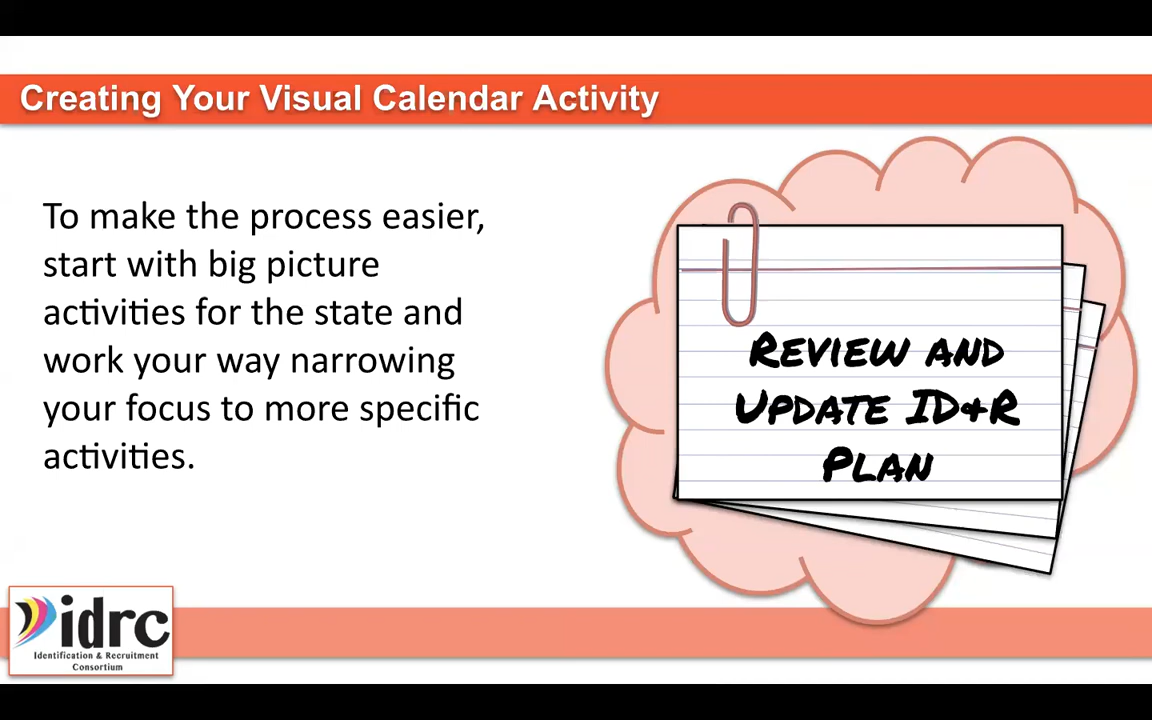 Creating Your Visual Calendar Activity
To make the process easier,
start with big picture
activities for the state and
work your way narrowing
your focus to more specific
activities.
Review and
Update ID&R
Plan
idrc
Identification & Recruitment
Consortium